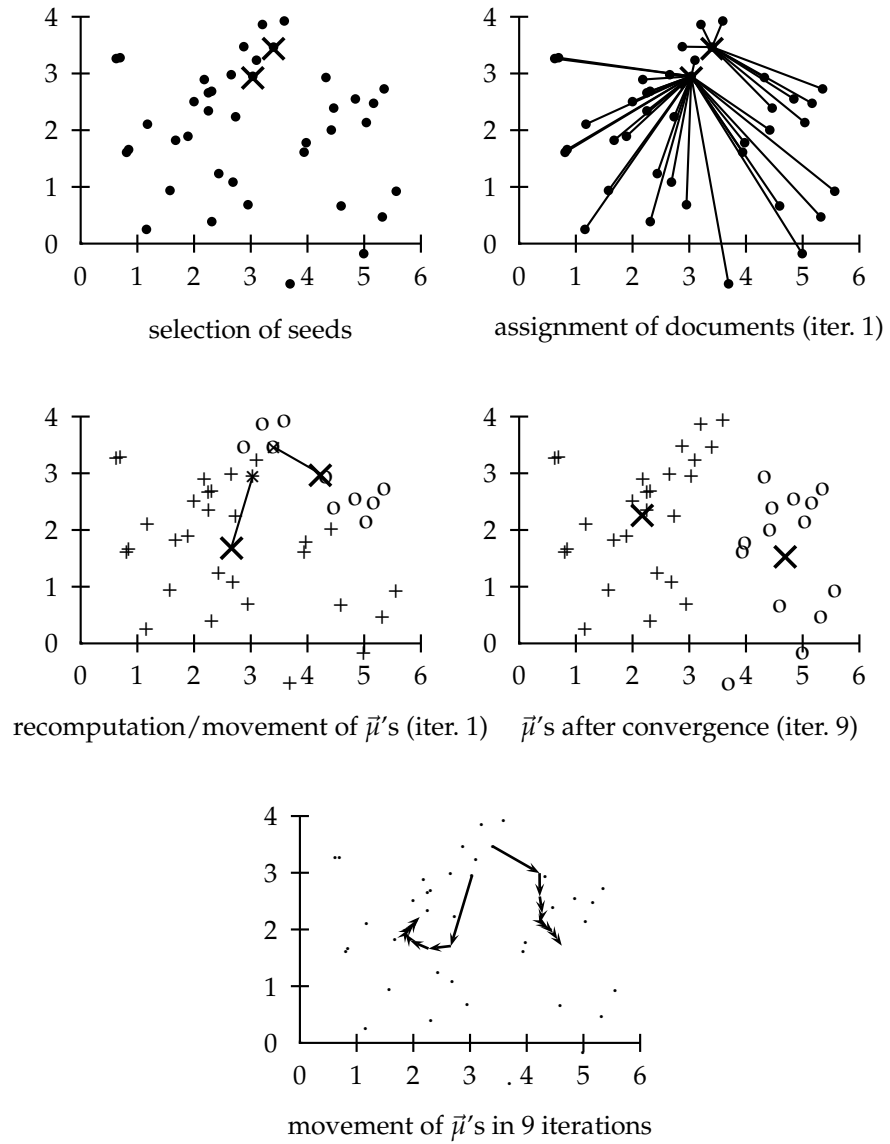 4
3
2
1
0
0 1 2 3 4 5 6
selection of seeds
4
3
2
1
0
0 1 2 3 4 5 6
assignment of documents (iter. 1)
4
3
2
1
0
0 1 2 3 4 5 6
recomputation/movement of μ⃗'s (iter. 1)
4
3
2
1
0
0 1 2 3 4 5 6
μ⃗'s after convergence (iter. 9)
4
3
2
1
0
0 1 2 3 4 5 6
movement of μ⃗'s in 9 iterations